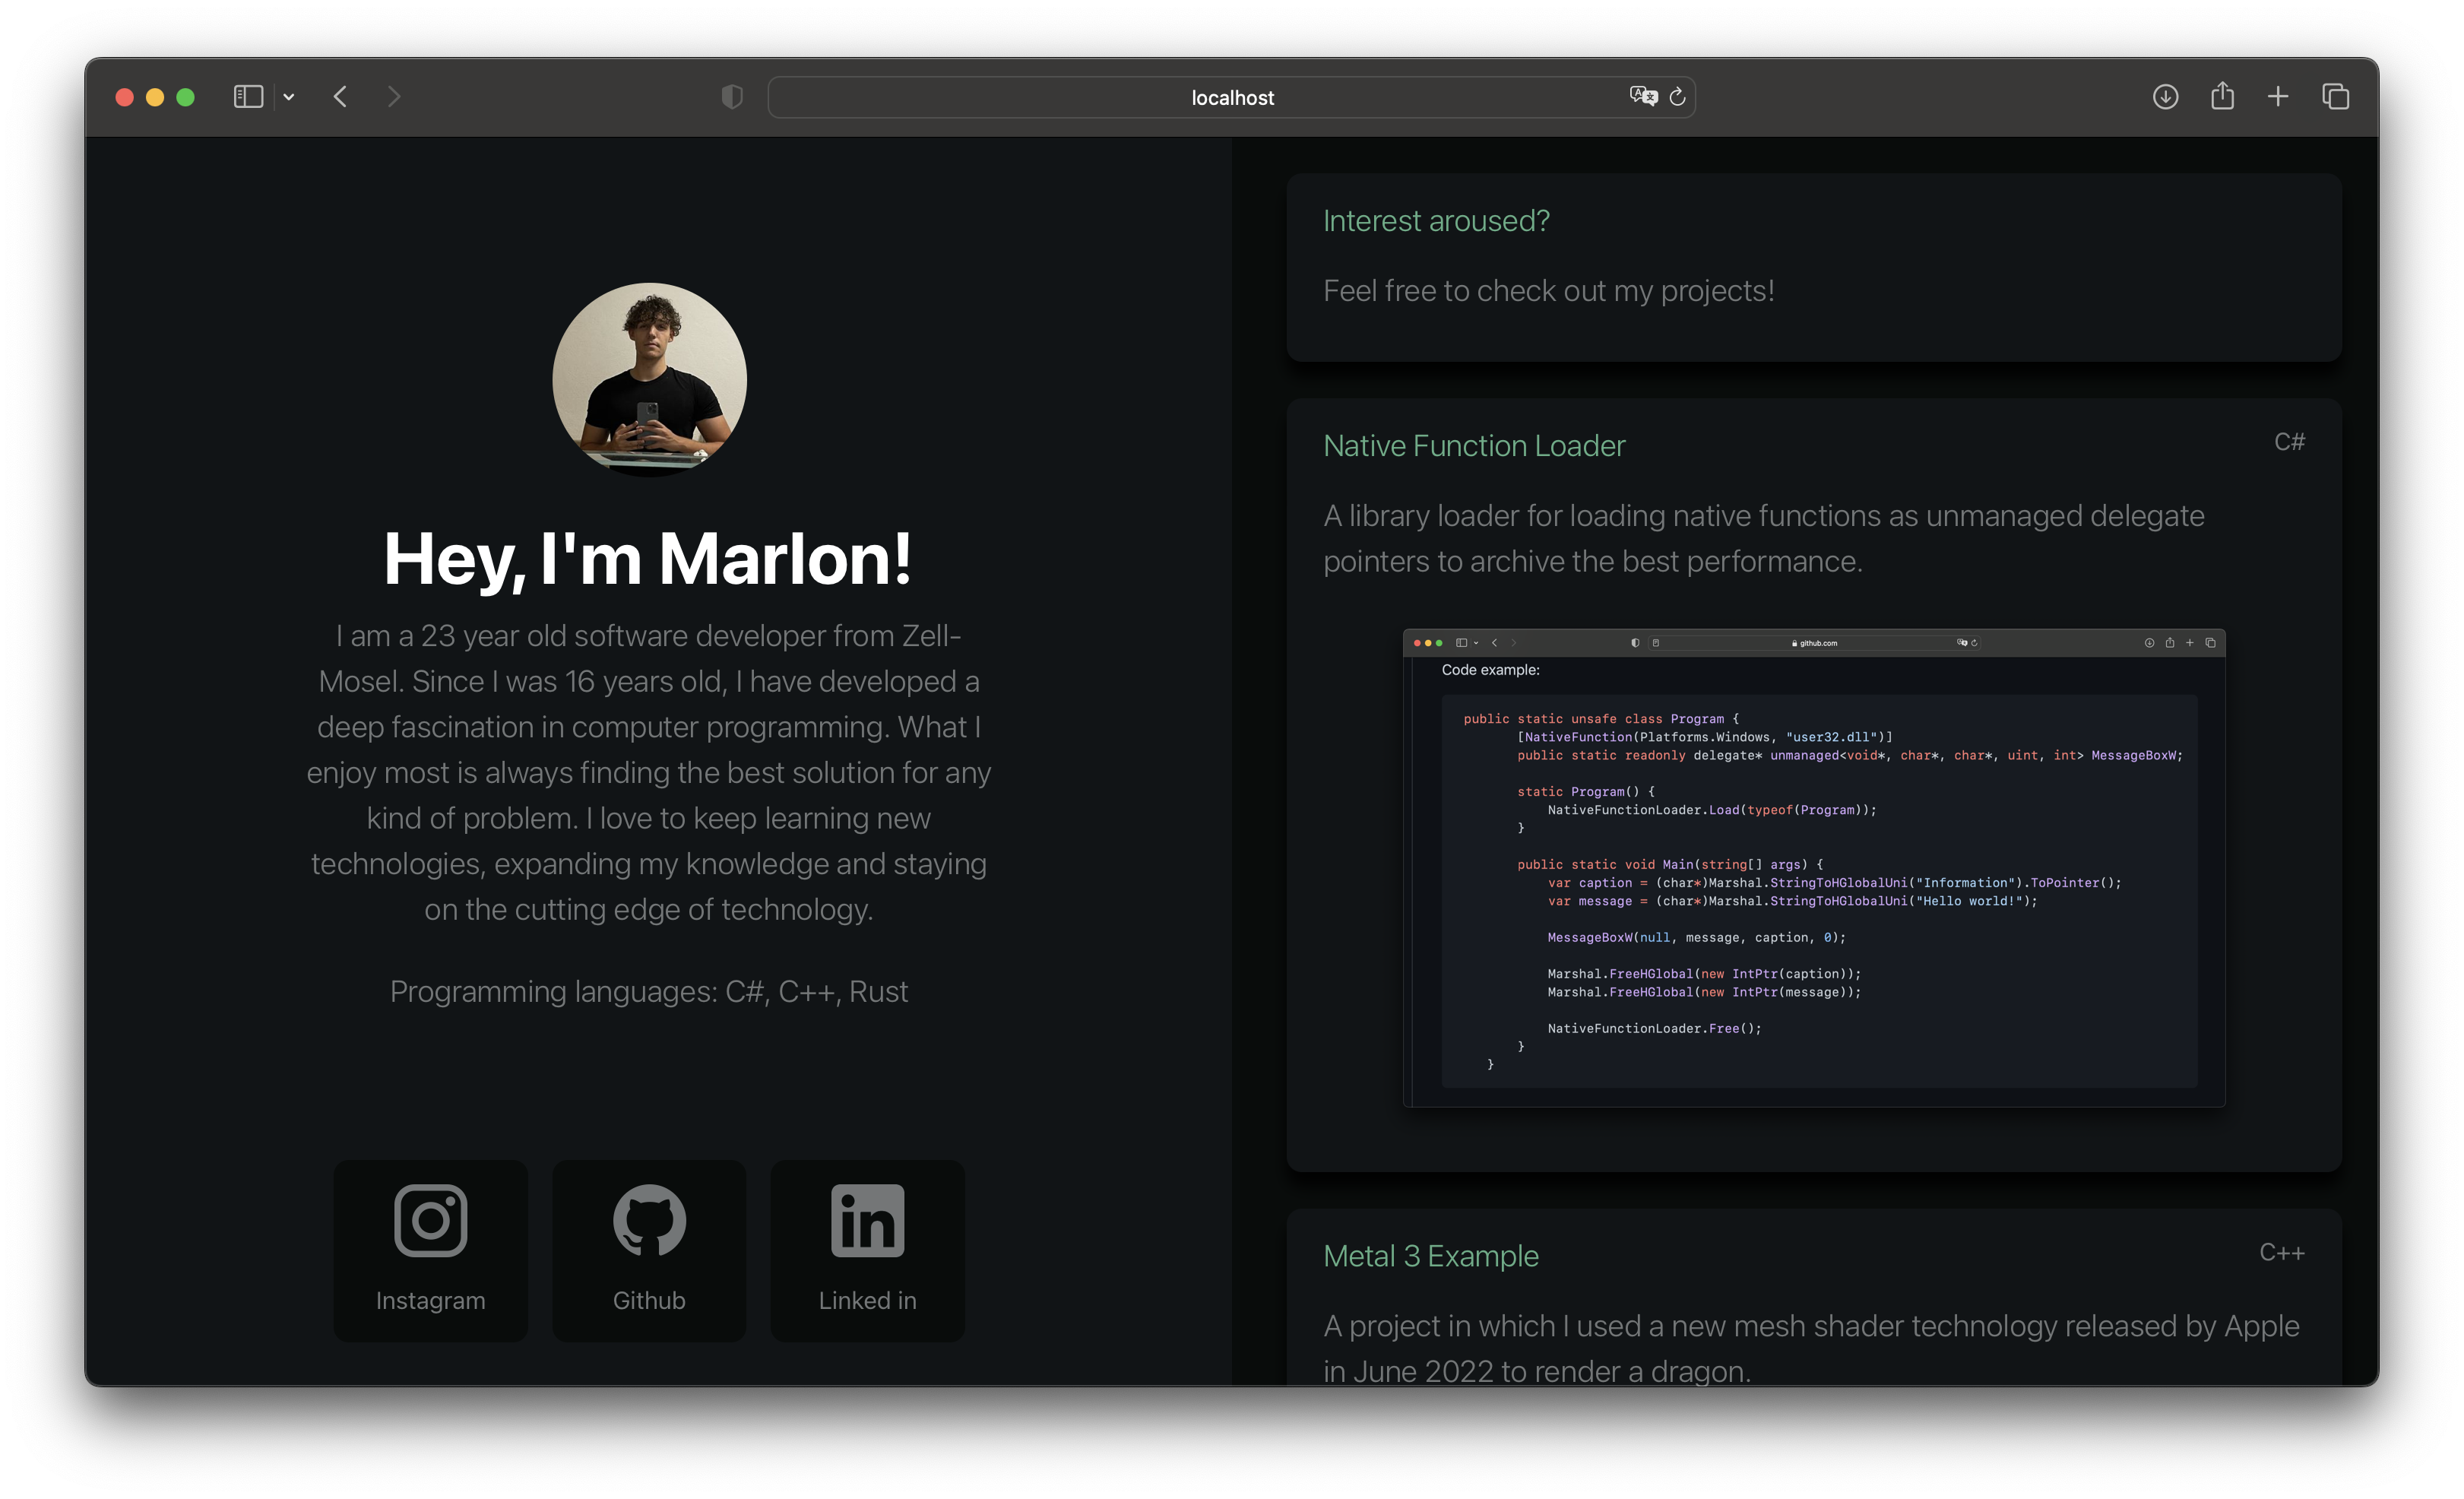 localhost
Hey, I'm Marlon!
I am a 23 year old software developer from Zell-
Mosel. Since I was 16 years old, I have developed a
deep fascination in computer programming. What I
enjoy most is always finding the best solution for any
kind of problem. I love to keep learning new
technologies, expanding my knowledge and staying
on the cutting edge of technology.
Programming languages: C#, C++, Rust
Instagram
Github
Linked in
Interest aroused?
Feel free to check out my projects!
Native Function Loader
C#
A library loader for loading native functions as unmanaged delegate
pointers to archive the best performance.
github.com
Code example:
public static unsafe class Program {
[NativeFunction(Platforms.Windows, "user32.dll")]
public static readonly delegate* unmanaged<void*, char*, char*, uint, int> MessageBoxW;
static Program() {
NativeFunctionLoader.Load(typeof(Program));
}
public static void Main(string[] args) {
var caption = (char*)Marshal.StringToHGlobalUni("Information").ToPointer();
var message = (char*)Marshal.StringToHGlobalUni("Hello world!");
MessageBoxW(null, message, caption, 0);
Marshal.FreeHGlobal(new IntPtr(caption));
Marshal.FreeHGlobal(new IntPtr(message));
NativeFunctionLoader.Free();
}
}
Metal 3 Example
C++
A project in which I used a new mesh shader technology released by Apple
in June 2022 to render a dragon.